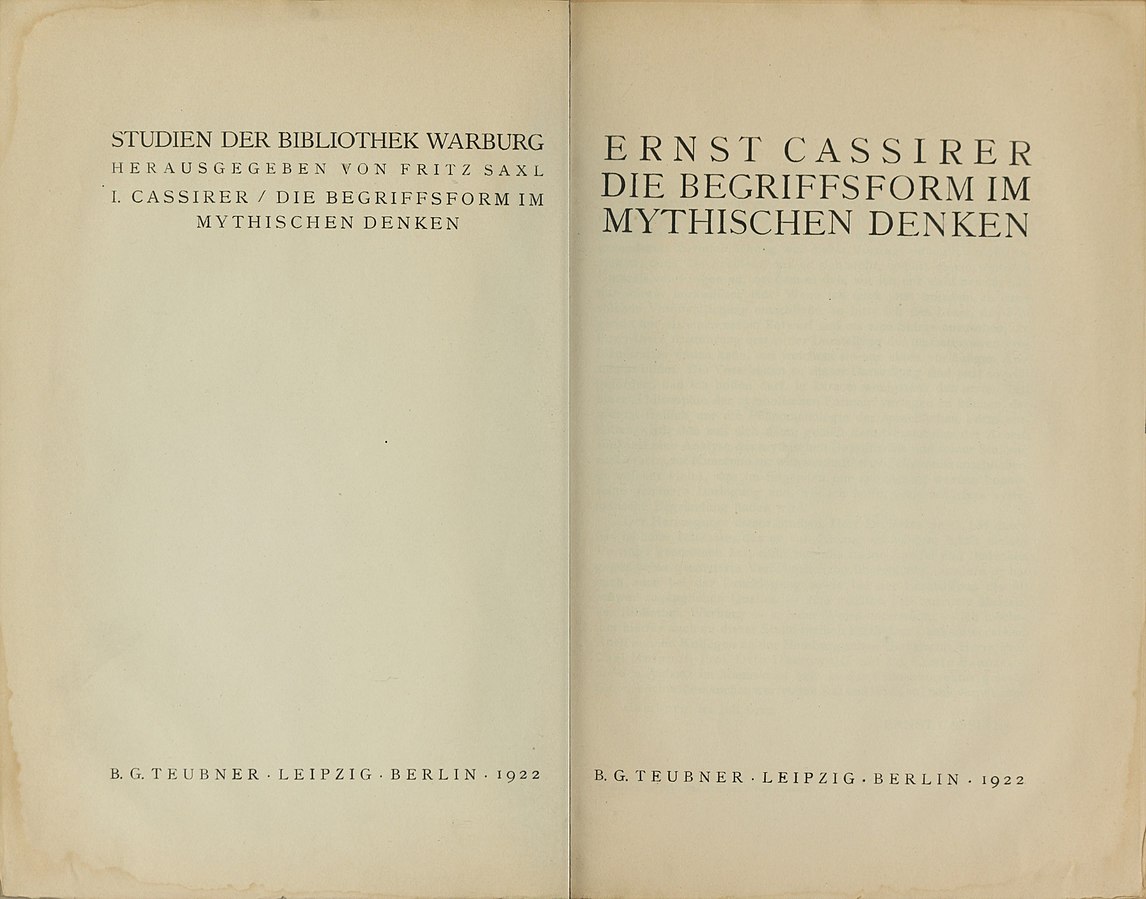 STUDIEN DER BIBLIOTHEK WARBURG
HERAUSGEGEBEN VON FRITZ SAXL
I. CASSIRER / DIE BEGRIFFSFORM IM
MYTHISCHEN DENKEN
B. G. TEUBNER · LEIPZIG · BERLIN · 1922
ERNST CASSIRER
DIE BEGRIFFSFORM IM
MYTHISCHEN DENKEN
B. G. TEUBNER · LEIPZIG · BERLIN · 1922